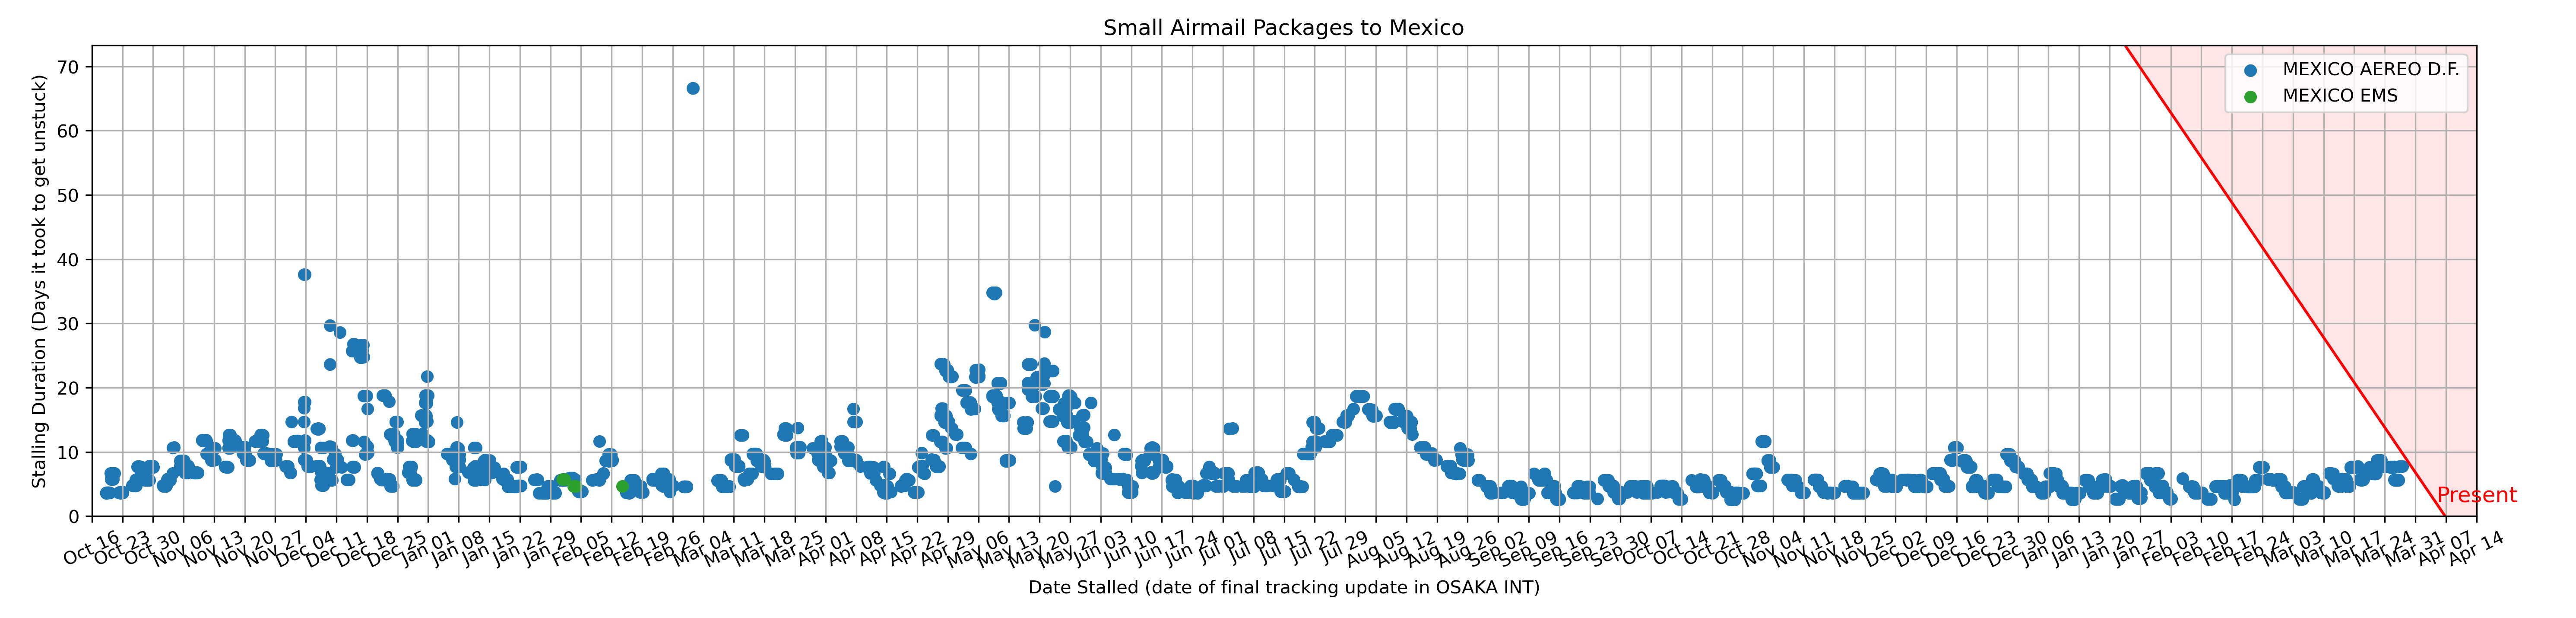 Small Airmail Packages to Mexico
Stalling Duration (Days it took to get unstuck)
70
60
50
40
30
20
10
0
MEXICO AEREO D.F.
MEXICO EMS
Present
Oct 16
Oct 23
Oct 30
Nov 06
Nov 13
Nov 20
Nov 27
Dec 04
Dec 11
Dec 18
Dec 25
Jan 01
Jan 08
Jan 15
Jan 22
Jan 29
Feb 05
Feb 12
Feb 19
Feb 26
Mar 04
Mar 11
Mar 18
Mar 25
Apr 01
Apr 08
Apr 15
Apr 22
Apr 29
May 06
May 13
May 20
May 27
Jun 03
Jun 10
Jun 17
Jun 24
Jul 01
Jul 08
Jul 15
Jul 22
Jul 29
Aug 05
Aug 12
Aug 19
Aug 26
Sep 02
Sep 09
Sep 16
Sep 23
Sep 30
Oct 07
Oct 14
Oct 21
Oct 28
Nov 04
Nov 11
Nov 18
Nov 25
Dec 02
Dec 09
Dec 16
Dec 23
Dec 30
Jan 06
Jan 13
Jan 20
Jan 27
Feb 03
Feb 10
Feb 17
Feb 24
Mar 03
Mar 10
Mar 17
Mar 24
Mar 31
Apr 07
Apr 14
Date Stalled (date of final tracking update in OSAKA INT)